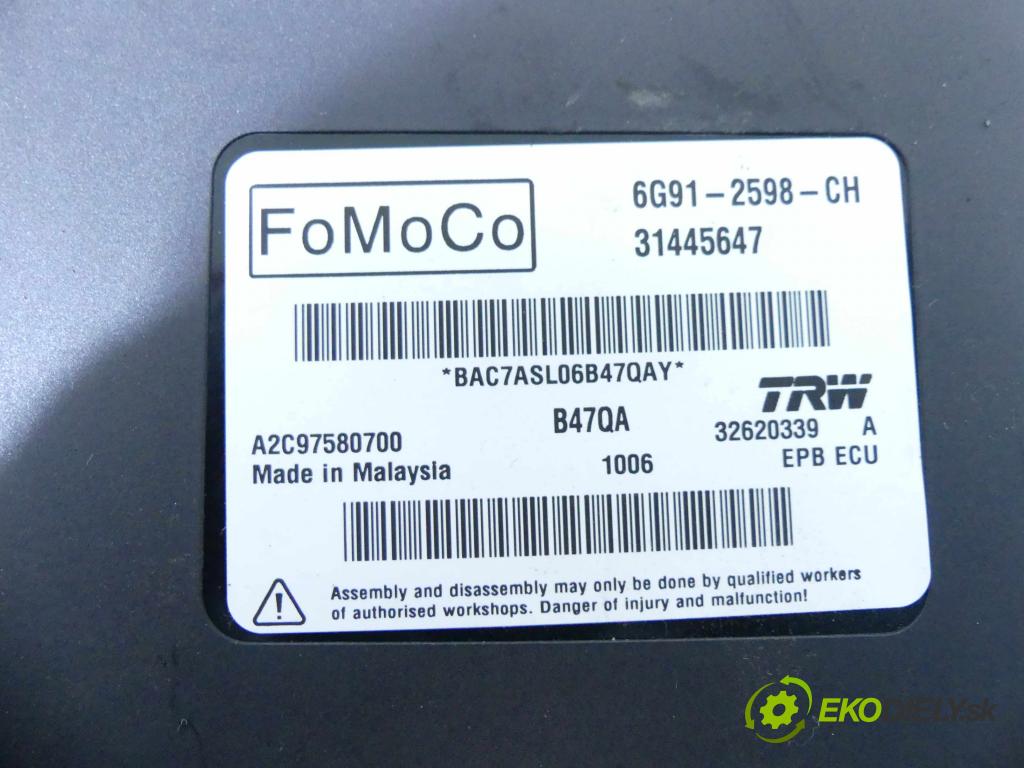 FoMoCo
6G91-2598-CH
31445647
*BAC7ASL06B47QAY*
TRW
B47QA
A2C97580700
32620339 A
Made in Malaysia
1006
EPB ECU
Assembly and disassembly may only be done by qualified workers
of authorised workshops. Danger of injury and malfunction!
EKODIELY.sk